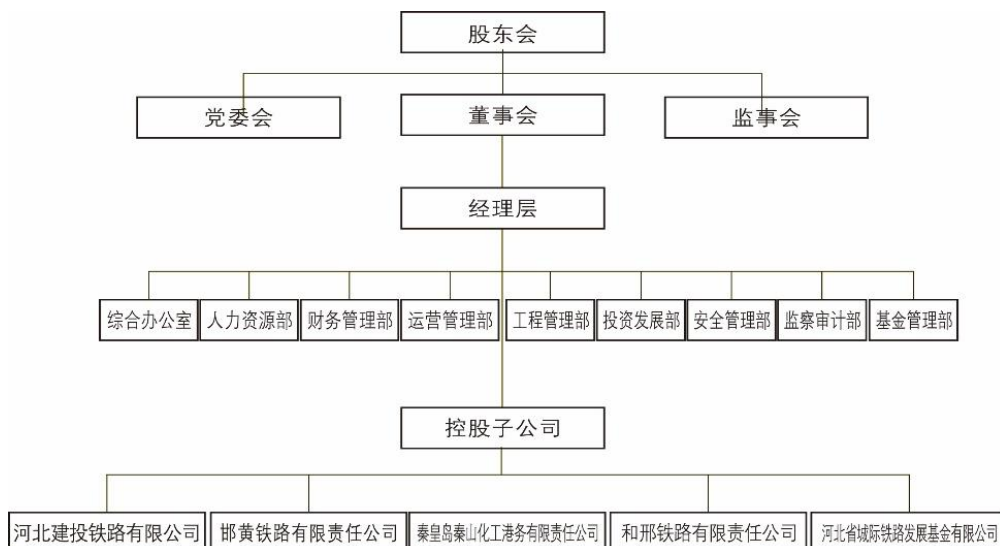 股东会
党委会
董事会
监事会
经理层
综合办公室
人力资源部
财务管理部
运营管理部
工程管理部
投资发展部
安全管理部
监察审计部
基金管理部
控股子公司
河北建投铁路有限公司
邯黄铁路有限责任公司
秦皇岛秦山化工港务有限责任公司
和邢铁路有限责任公司
河北省城际铁路发展基金有限公司